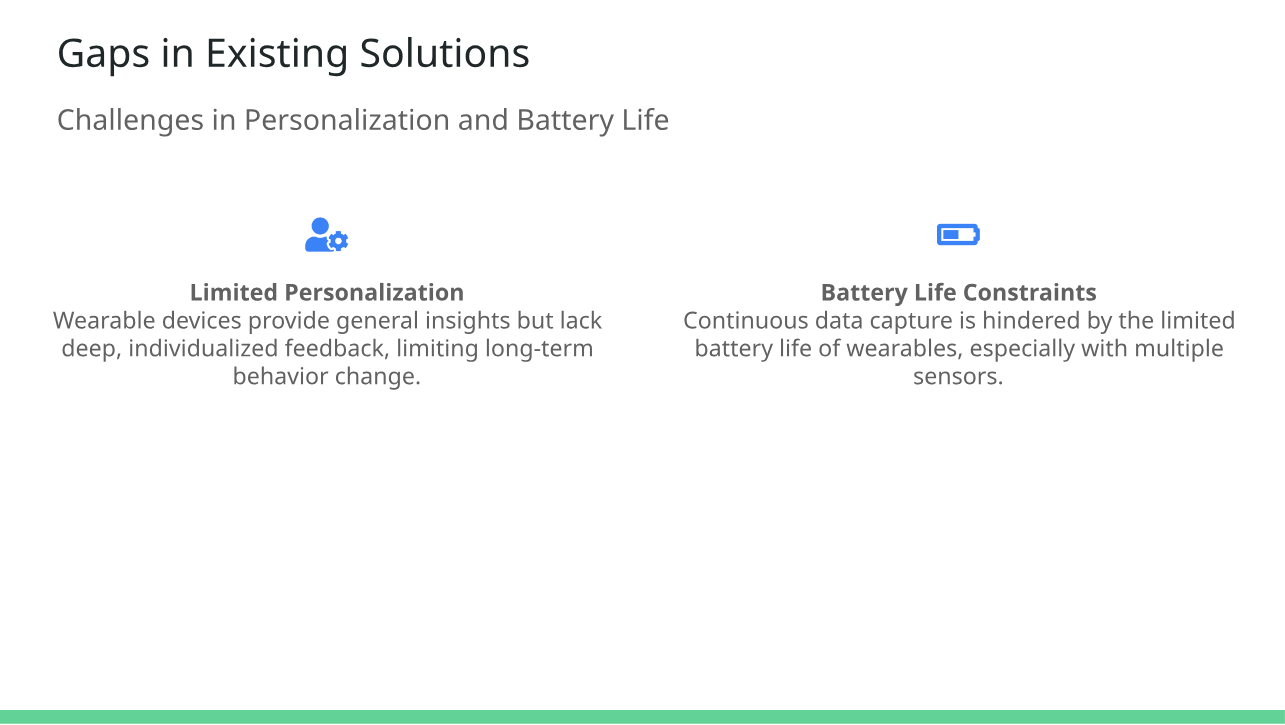 Gaps in Existing Solutions
Challenges in Personalization and Battery Life
Limited Personalization
Wearable devices provide general insights but lack
deep, individualized feedback, limiting long-term
behavior change.
Battery Life Constraints
Continuous data capture is hindered by the limited
battery life of wearables, especially with multiple
sensors.